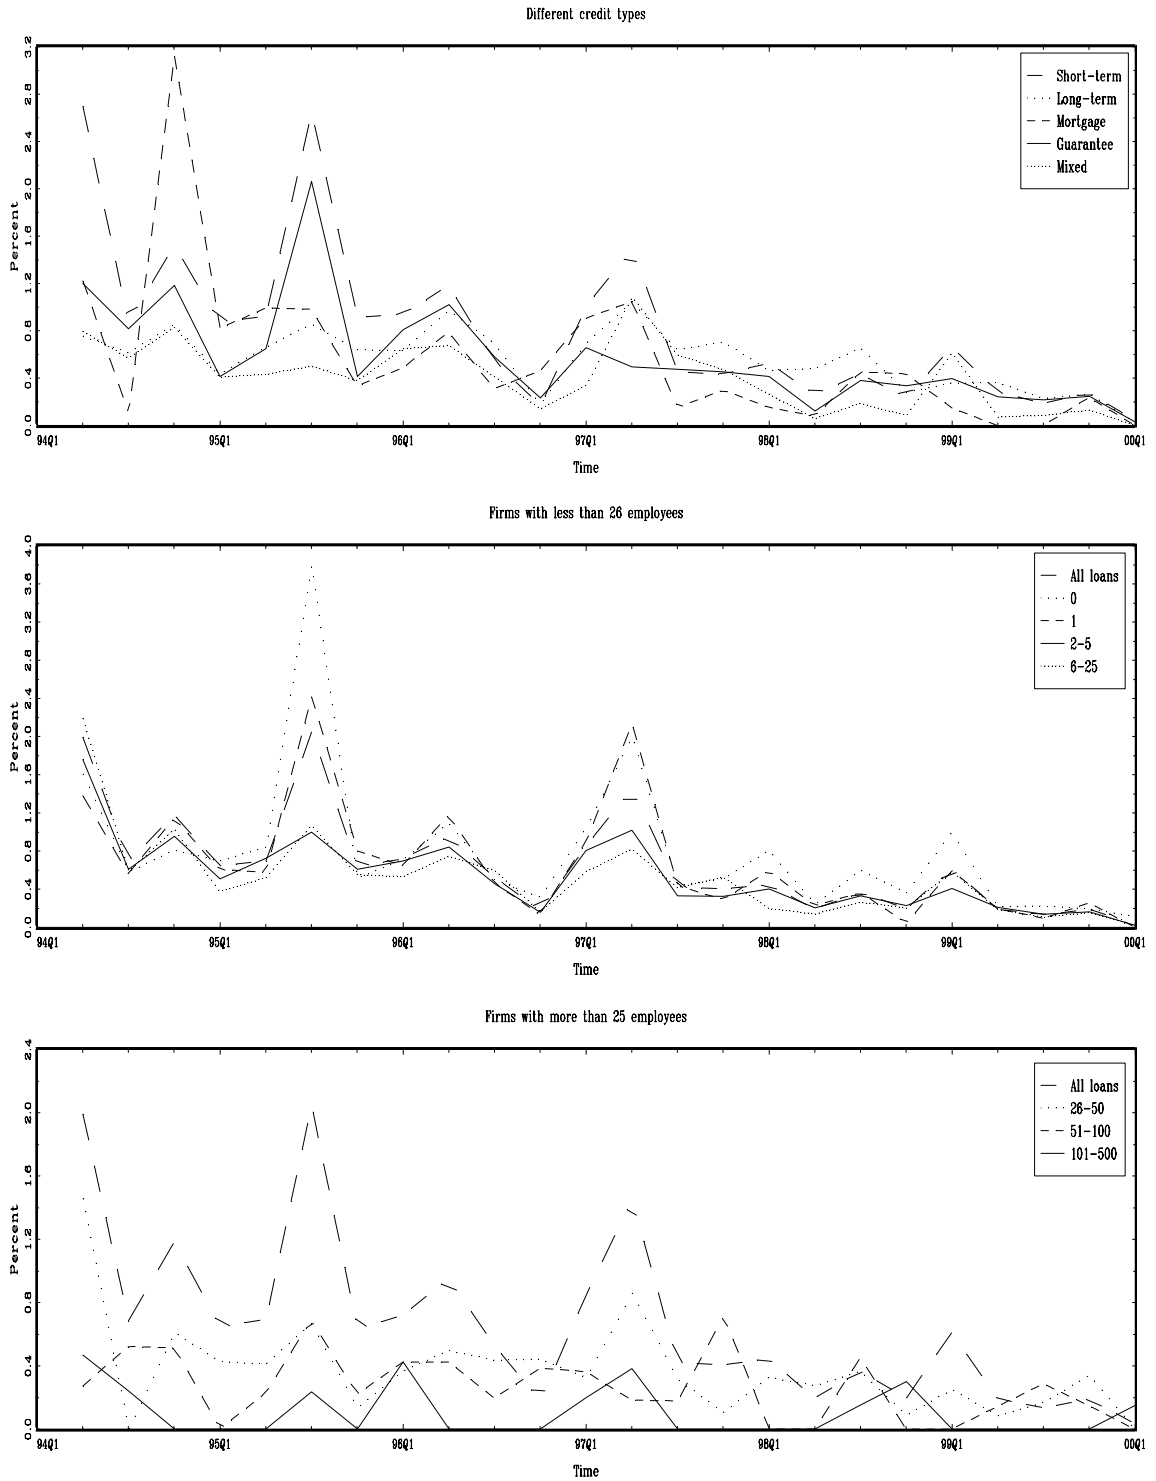 Different credit types
Percent
3.2
2.8
2.4
2.0
1.6
1.2
0.8
0.4
0.0
Short-term
Long-term
Mortgage
Guarantee
Mixed
94Q1 95Q1 96Q1 97Q1 98Q1 99Q1 00Q1
Time
Firms with less than 26 employees
Percent
4.0
3.6
3.2
2.8
2.4
2.0
1.6
1.2
0.8
0.4
0.0
All loans
0
1
2-5
6-25
94Q1 95Q1 96Q1 97Q1 98Q1 99Q1 00Q1
Time
Firms with more than 25 employees
Percent
2.4
2.0
1.6
1.2
0.8
0.4
0.0
All loans
26-50
51-100
101-500
94Q1 95Q1 96Q1 97Q1 98Q1 99Q1 00Q1
Time